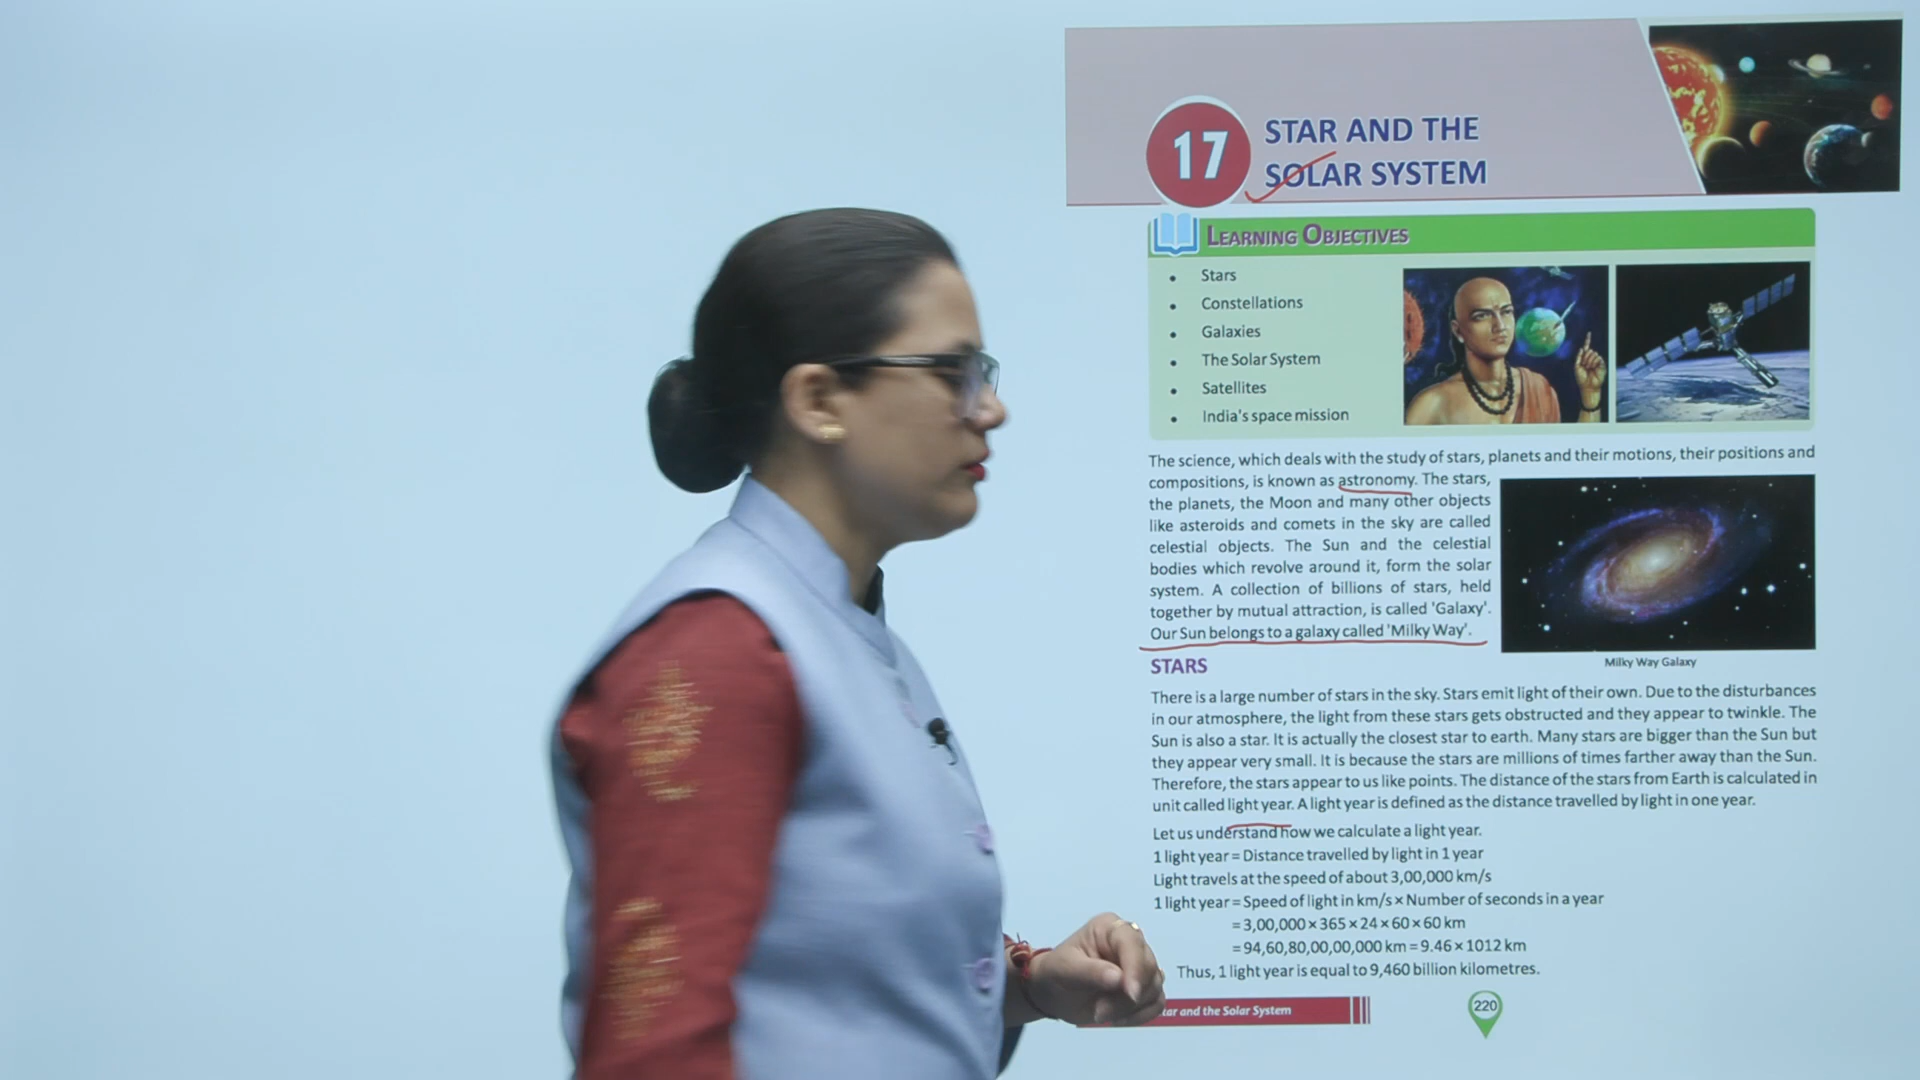 17
STAR AND THE
SOLAR SYSTEM
LEARNING OBJECTIVES
• Stars
• Constellations
• Galaxies
• The Solar System
• Satellites
• India's space mission
The science, which deals with the study of stars, planets and their motions, their positions and
compositions, is known as astronomy. The stars,
the planets, the Moon and many other objects
like asteroids and comets in the sky are called
celestial objects. The Sun and the celestial
bodies which revolve around it, form the solar
system. A collection of billions of stars, held
together by mutual attraction, is called 'Galaxy'.
Our Sun belongs to a galaxy called 'Milky Way'.
Milky Way Galaxy
STARS
There is a large number of stars in the sky. Stars emit light of their own. Due to the disturbances
in our atmosphere, the light from these stars gets obstructed and they appear to twinkle. The
Sun is also a star. It is actually the closest star to earth. Many stars are bigger than the Sun but
they appear very small. It is because the stars are millions of times farther away than the Sun.
Therefore, the stars appear to us like points. The distance of the stars from Earth is calculated in
unit called light year. A light year is defined as the distance travelled by light in one year.
Let us understand how we calculate a light year.
1 light year = Distance travelled by light in 1 year
Light travels at the speed of about 3,00,000 km/s
1 light year = Speed of light in km/s × Number of seconds in a year
= 3,00,000 × 365 × 24 × 60 × 60 km
= 94,60,80,00,00,000 km = 9.46 × 1012 km
Thus, 1 light year is equal to 9,460 billion kilometres.
and the Solar System
220